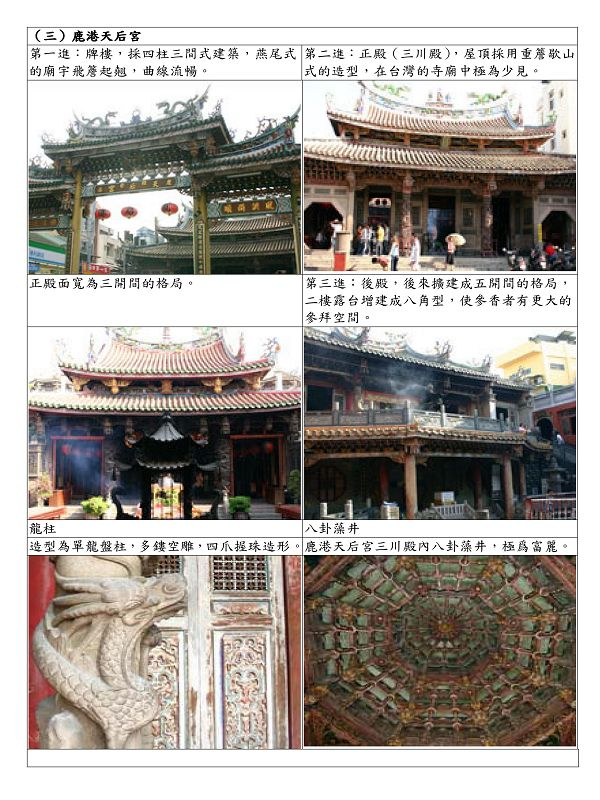 （三）鹿港天后宮
第一進：牌樓，採四柱三間式建築，燕尾式
的廟宇飛簷起翹，曲線流暢。
第二進：正殿（三川殿），屋頂採用重簷歇山
式的造型，在台灣的寺廟中極為少見。
正殿面寬為三開間的格局。
第三進：後殿，後來擴建成五開間的格局，
二樓露台增建成八角型，使參香者有更大的
參拜空間。
龍柱
造型為單龍盤柱，多鏤空雕，四爪握珠造形。
八卦藻井
鹿港天后宮三川殿內八卦藻井，極爲富麗。